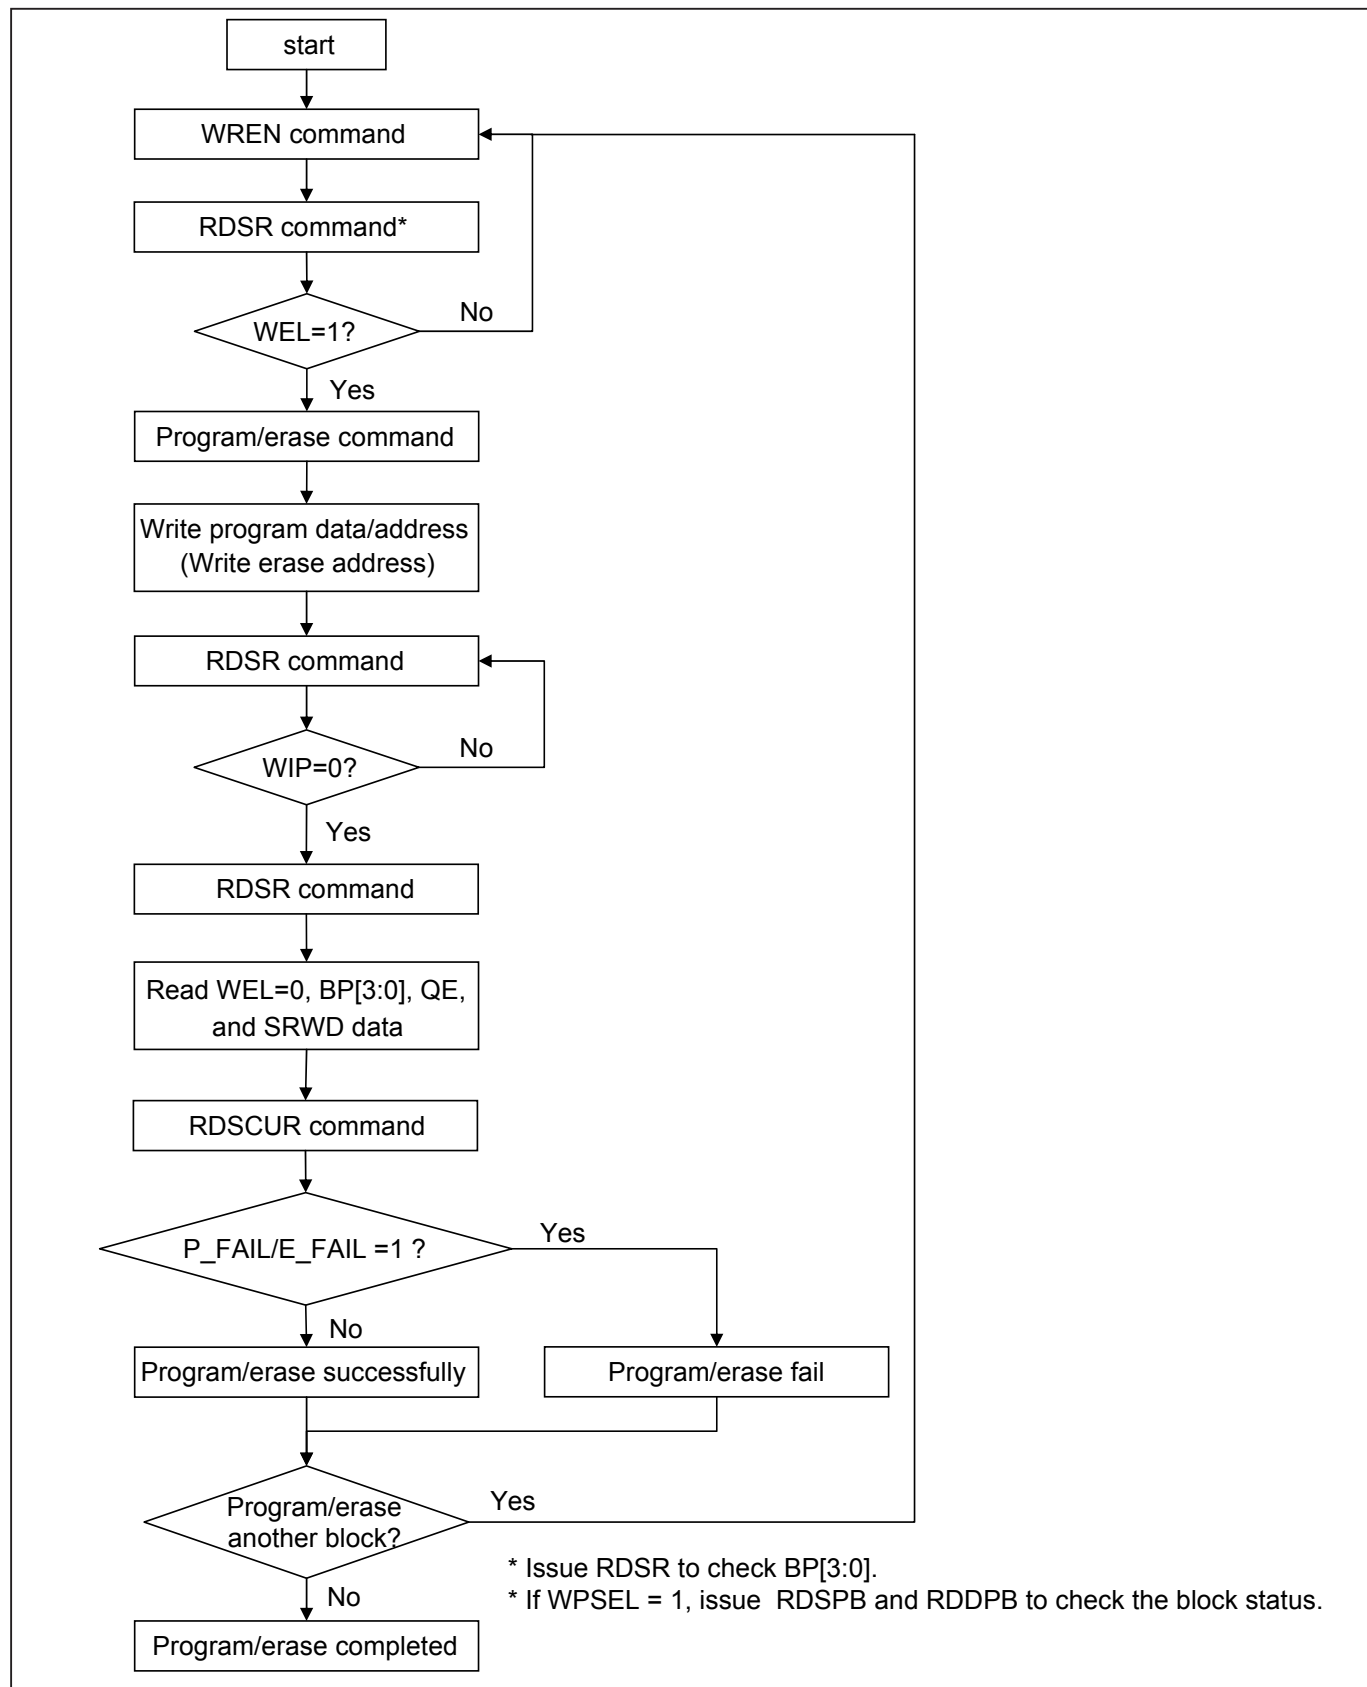 start
WREN command
RDSR command*
WEL=1?
No
Yes
Program/erase command
Write program data/address
(Write erase address)
RDSR command
WIP=0?
No
Yes
RDSR command
Read WEL=0, BP[3:0], QE,
and SRWD data
RDSCUR command
P_FAIL/E_FAIL =1 ?
Yes
No
Program/erase successfully
Program/erase fail
Program/erase
another block?
Yes
* Issue RDSR to check BP[3:0].
* If WPSEL = 1, issue RDSPB and RDDPB to check the block status.
No
Program/erase completed